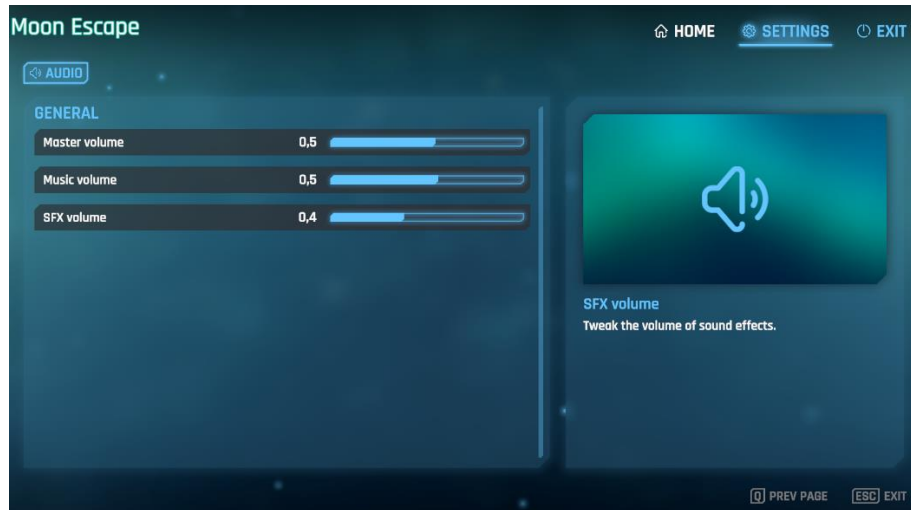 Moon Escape
HOME
SETTINGS
EXIT
AUDIO
GENERAL
Master volume 0,5
Music volume 0,5
SFX volume 0,4
SFX volume
Tweak the volume of sound effects.
Q PREV PAGE
ESC EXIT